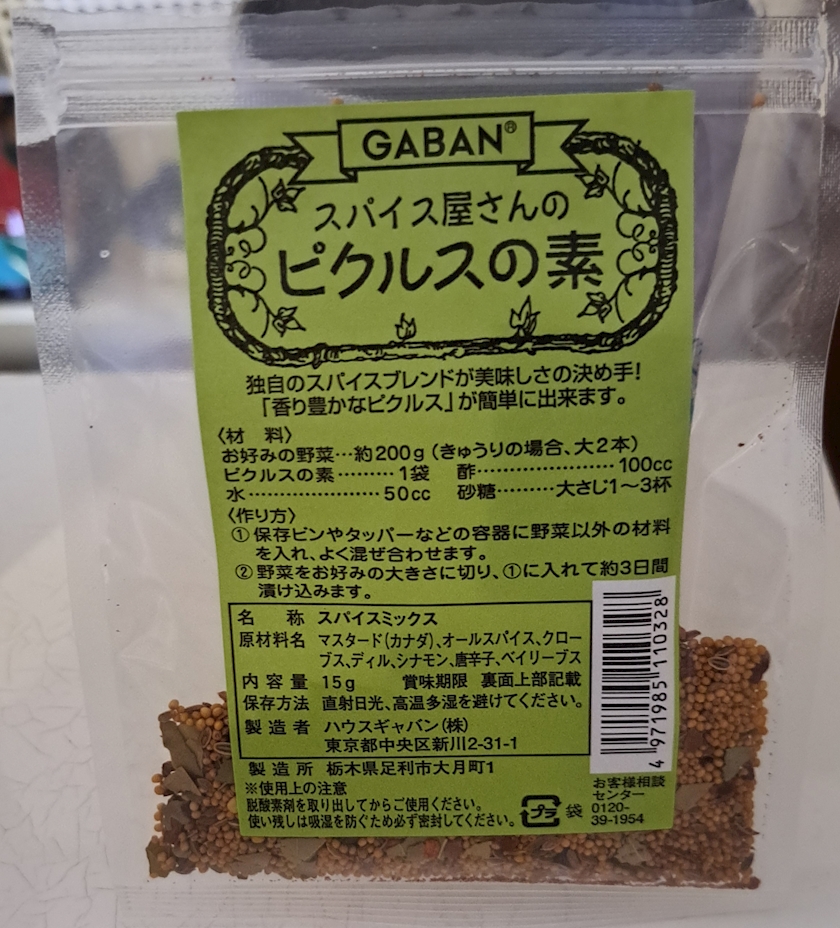 GABAN®
スパイス屋さんの
ピクルスの素
独自のスパイスブレンドが美味しさの決め手!
「香り豊かなピクルス」が簡単に出来ます。
〈材 料〉
お好みの野菜…約200g(きゅうりの場合、大2本)
ピクルスの素………1袋 酢…………………100cc
水………………50cc 砂糖………大さじ1〜3杯
〈作り方〉
①保存ビンやタッパーなどの容器に野菜以外の材料
を入れ、よく混ぜ合わせます。
②野菜をお好みの大きさに切り、①に入れて約3日間
漬け込みます。
名 称 スパイスミックス
原材料名 マスタード(カナダ)、オールスパイス、クロー
ブス、ディル、シナモン、唐辛子、ベイリーブス
内容量 15g 賞味期限 裏面上部記載
保存方法 直射日光、高温多湿を避けてください。
製造者 ハウスギャバン(株)
東京都中央区新川2-31-1
4971985110328
製造所 栃木県足利市大月町1
※使用上の注意
脱酸素剤を取り出してからご使用ください。
使い残しは吸湿を防ぐため必ず密封してください。
プラ 袋
お客様相談
センター
0120-
39-1954